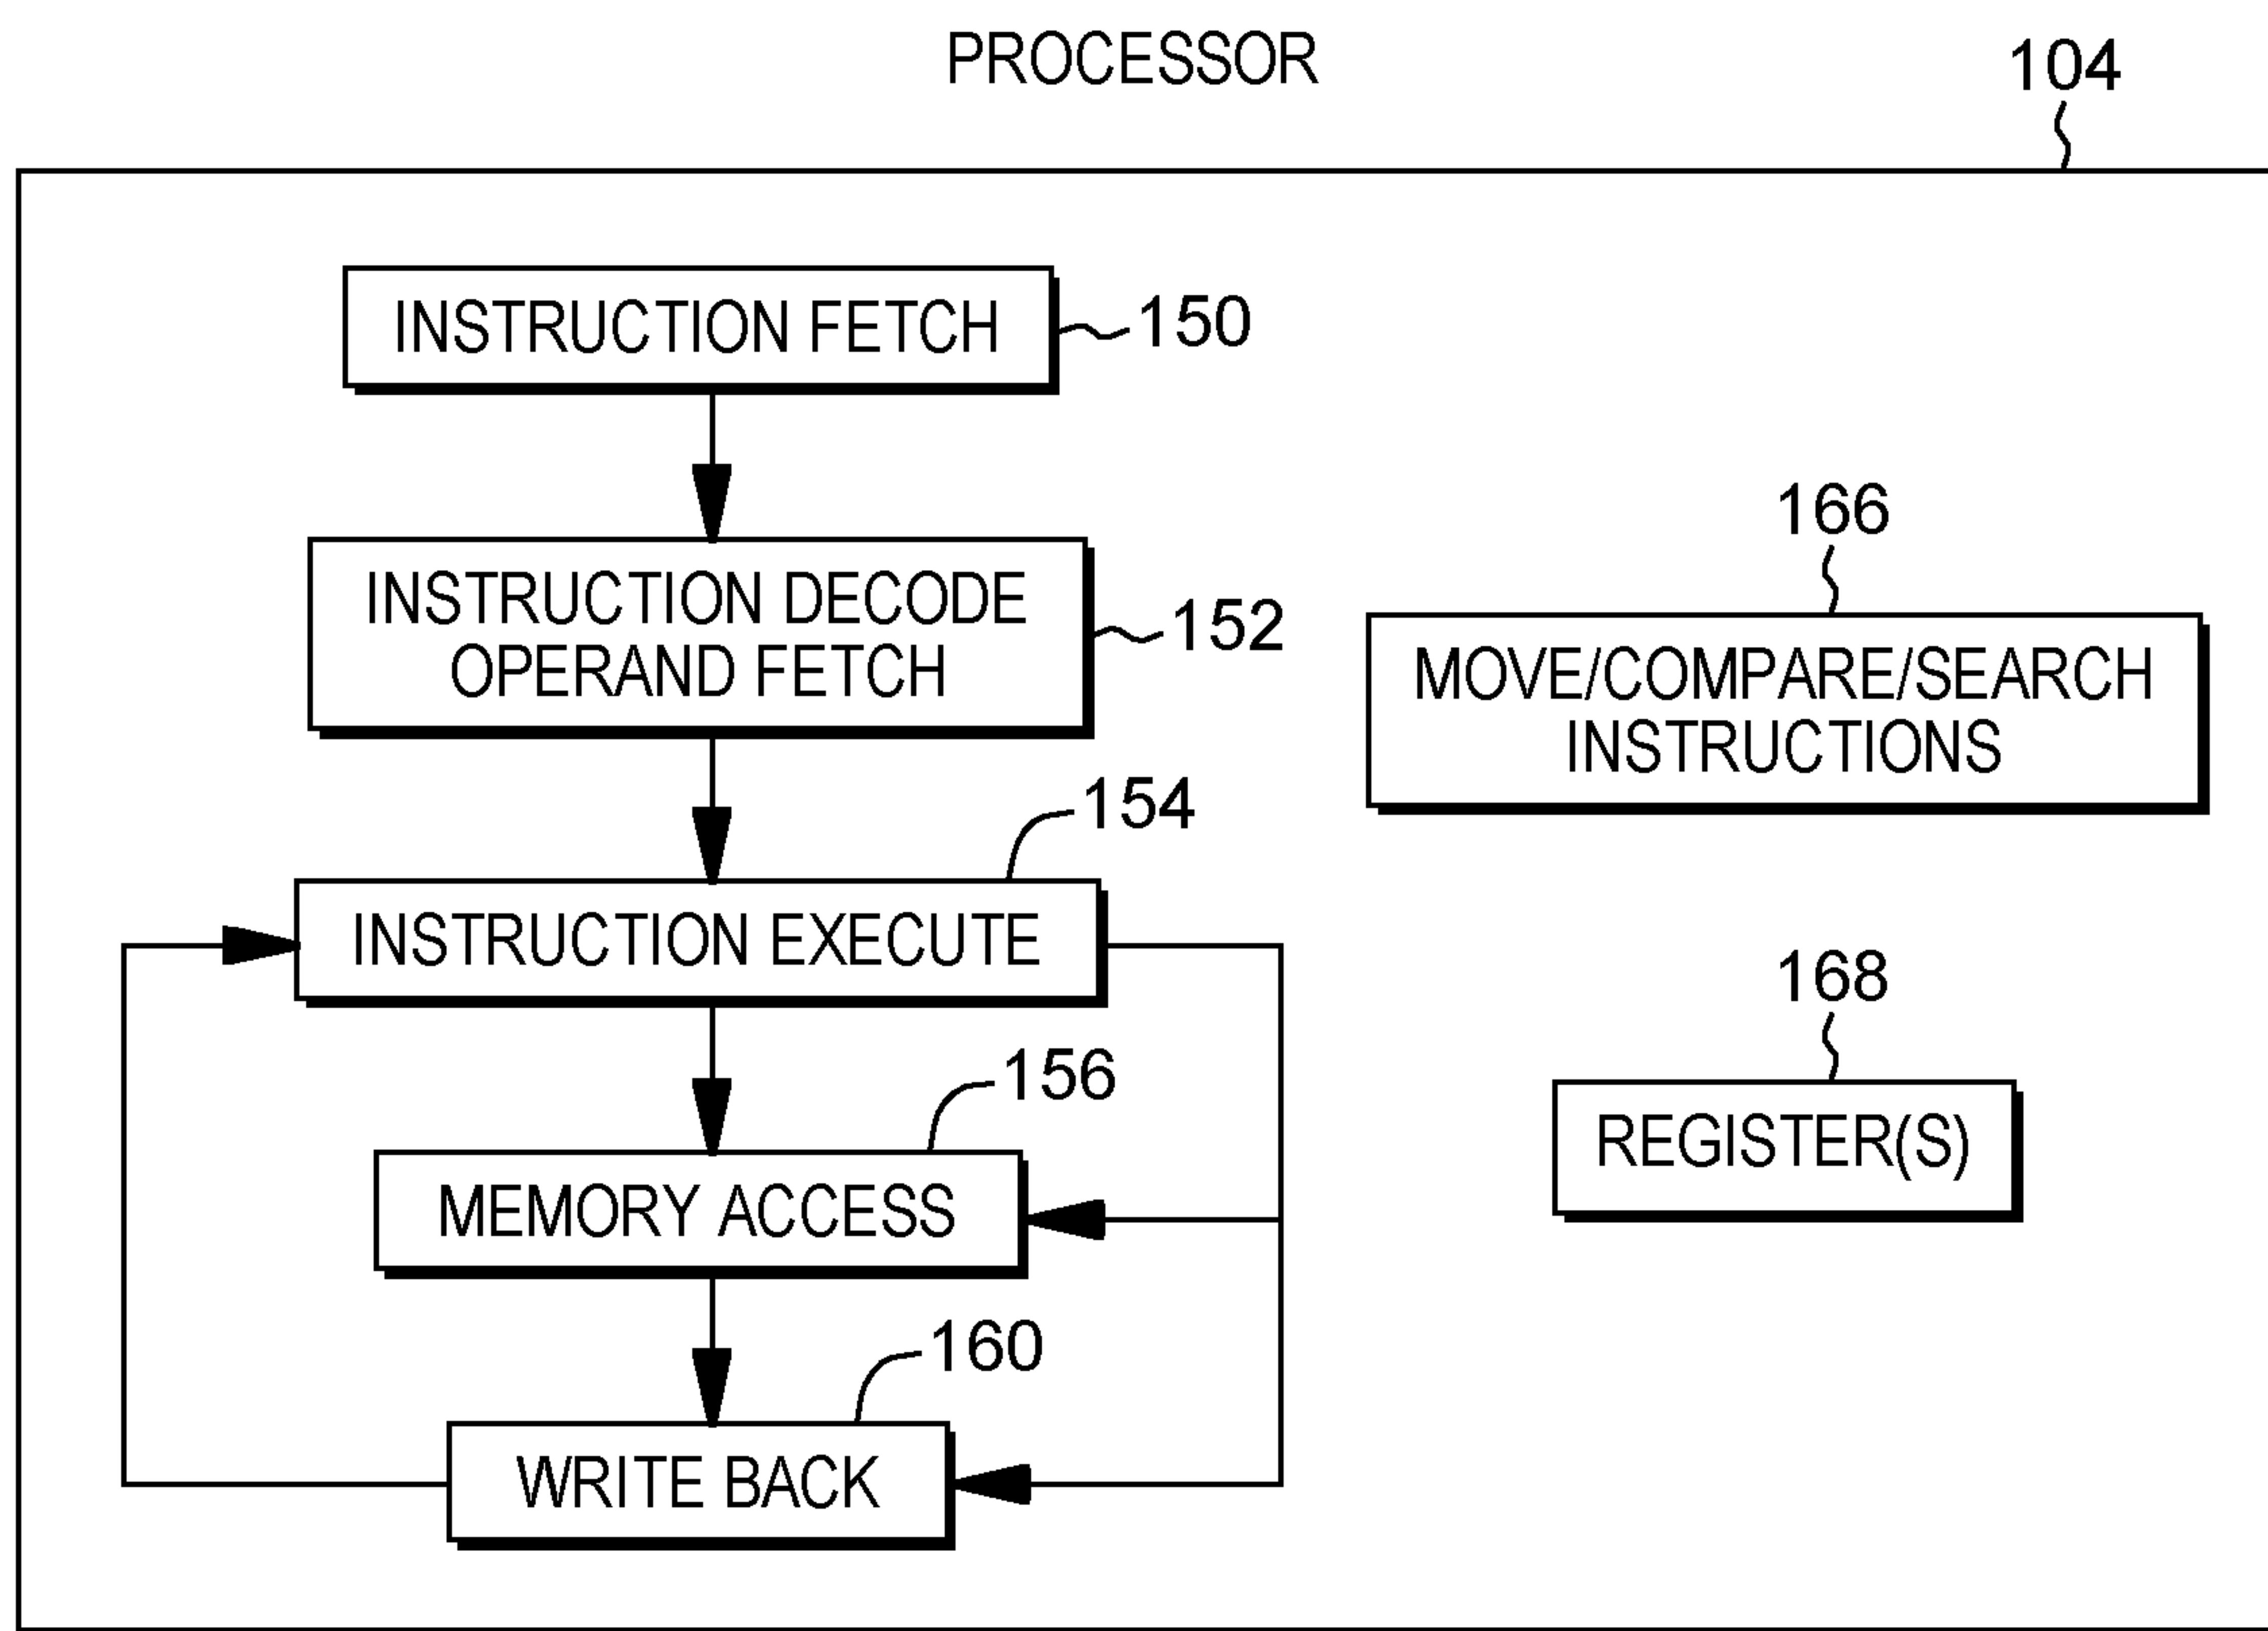 PROCESSOR
104
INSTRUCTION FETCH
150
INSTRUCTION DECODE
OPERAND FETCH
152
154
INSTRUCTION EXECUTE
156
MEMORY ACCESS
160
WRITE BACK
166
MOVE/COMPARE/SEARCH
INSTRUCTIONS
168
REGISTER(S)